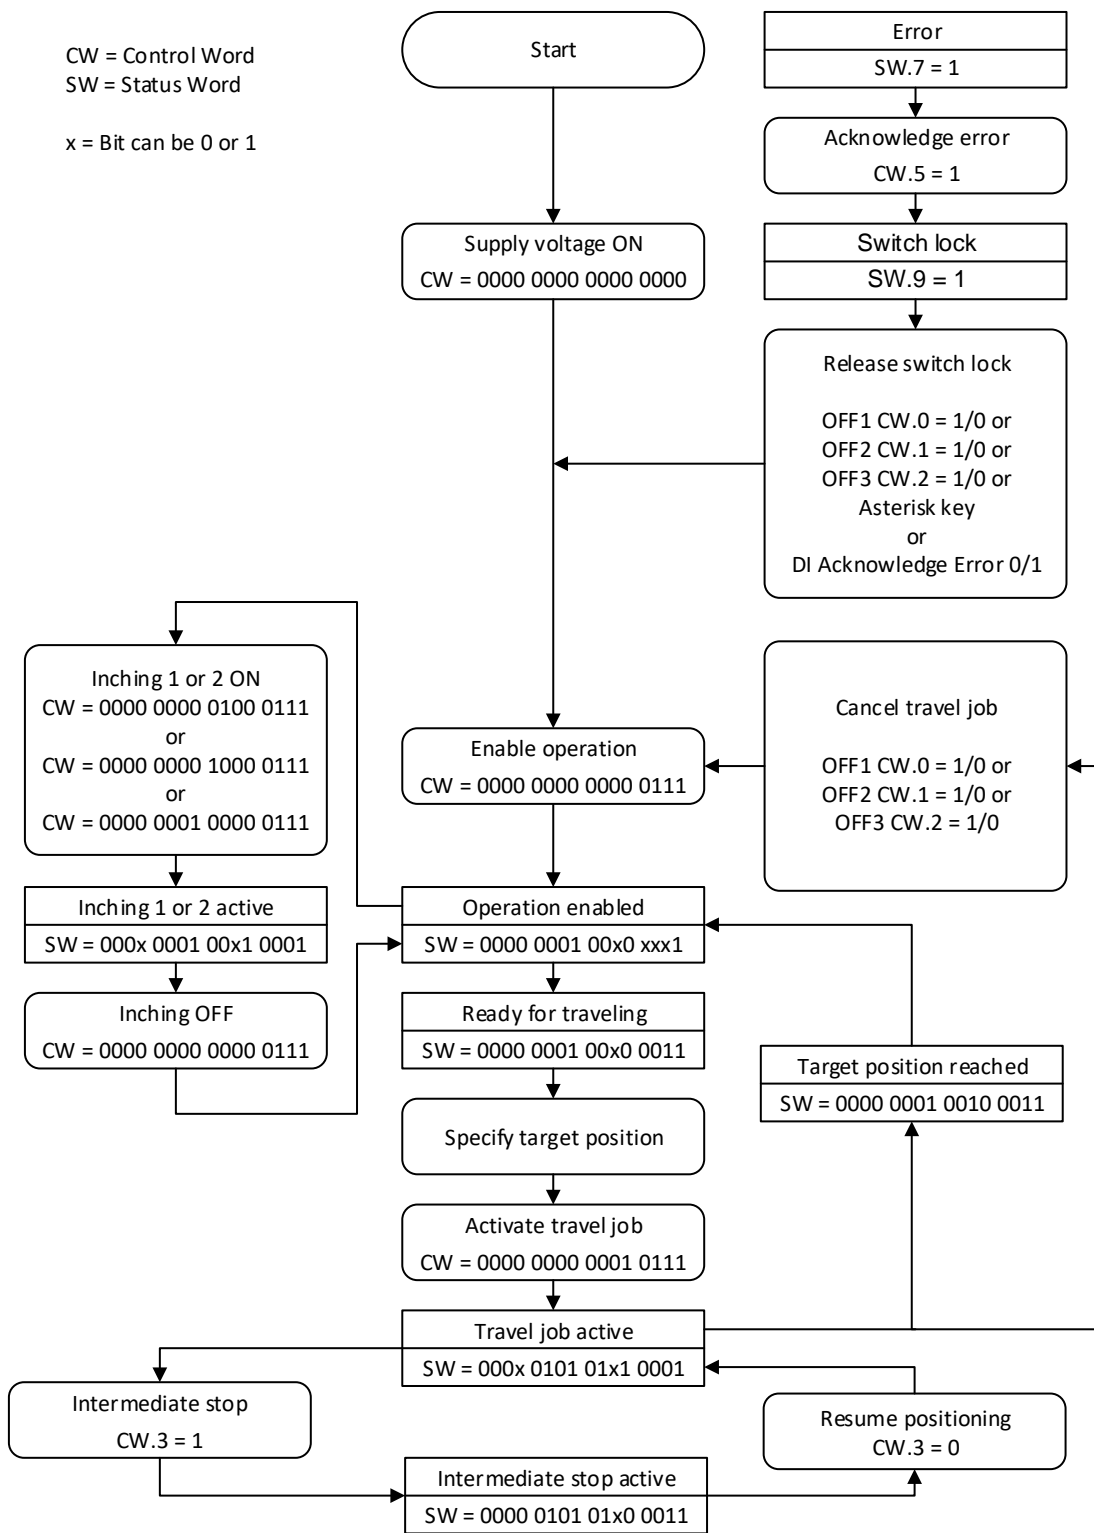 CW = Control Word
SW = Status Word
x = Bit can be 0 or 1
Start
Error
SW.7 = 1
Acknowledge error
CW.5 = 1
Supply voltage ON
CW = 0000 0000 0000 0000
Switch lock
SW.9 = 1
Release switch lock
OFF1 CW.0 = 1/0 or
OFF2 CW.1 = 1/0 or
OFF3 CW.2 = 1/0 or
Asterisk key
or
DI Acknowledge Error 0/1
Inching 1 or 2 ON
CW = 0000 0000 0100 0111
or
CW = 0000 0000 1000 0111
or
CW = 0000 0001 0000 0111
Enable operation
CW = 0000 0000 0000 0111
Cancel travel job
OFF1 CW.0 = 1/0 or
OFF2 CW.1 = 1/0 or
OFF3 CW.2 = 1/0
Inching 1 or 2 active
SW = 000x 0001 00x1 0001
Operation enabled
SW = 0000 0001 00x0 xxx1
Inching OFF
CW = 0000 0000 0000 0111
Ready for traveling
SW = 0000 0001 00x0 0011
Target position reached
SW = 0000 0001 0010 0011
Specify target position
Activate travel job
CW = 0000 0000 0001 0111
Travel job active
SW = 000x 0101 01x1 0001
Intermediate stop
CW.3 = 1
Resume positioning
CW.3 = 0
Intermediate stop active
SW = 0000 0101 01x0 0011